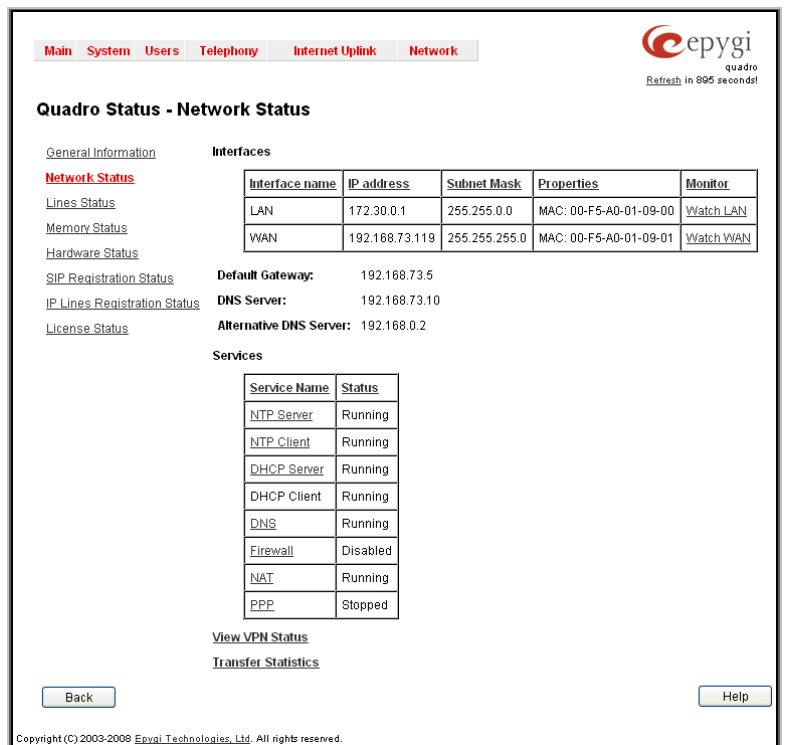 Main System Users Telephony Internet Uplink Network
epygi
quadro
Refresh in 895 seconds!
Quadro Status - Network Status
General Information
Network Status
Lines Status
Memory Status
Hardware Status
SIP Registration Status
IP Lines Registration Status
License Status
Interfaces
Interface name IP address Subnet Mask Properties Monitor
LAN 172.30.0.1 255.255.0.0 MAC: 00-F5-A0-01-09-00 Watch LAN
WAN 192.168.73.119 255.255.255.0 MAC: 00-F5-A0-01-09-01 Watch WAN
Default Gateway: 192.168.73.5
DNS Server: 192.168.73.10
Alternative DNS Server: 192.168.0.2
Services
Service Name Status
NTP Server Running
NTP Client Running
DHCP Server Running
DHCP Client Running
DNS Running
Firewall Disabled
NAT Running
PPP Stopped
View VPN Status
Transfer Statistics
Back Help
Copyright (C) 2003-2008 Epygi Technologies, Ltd. All rights reserved.